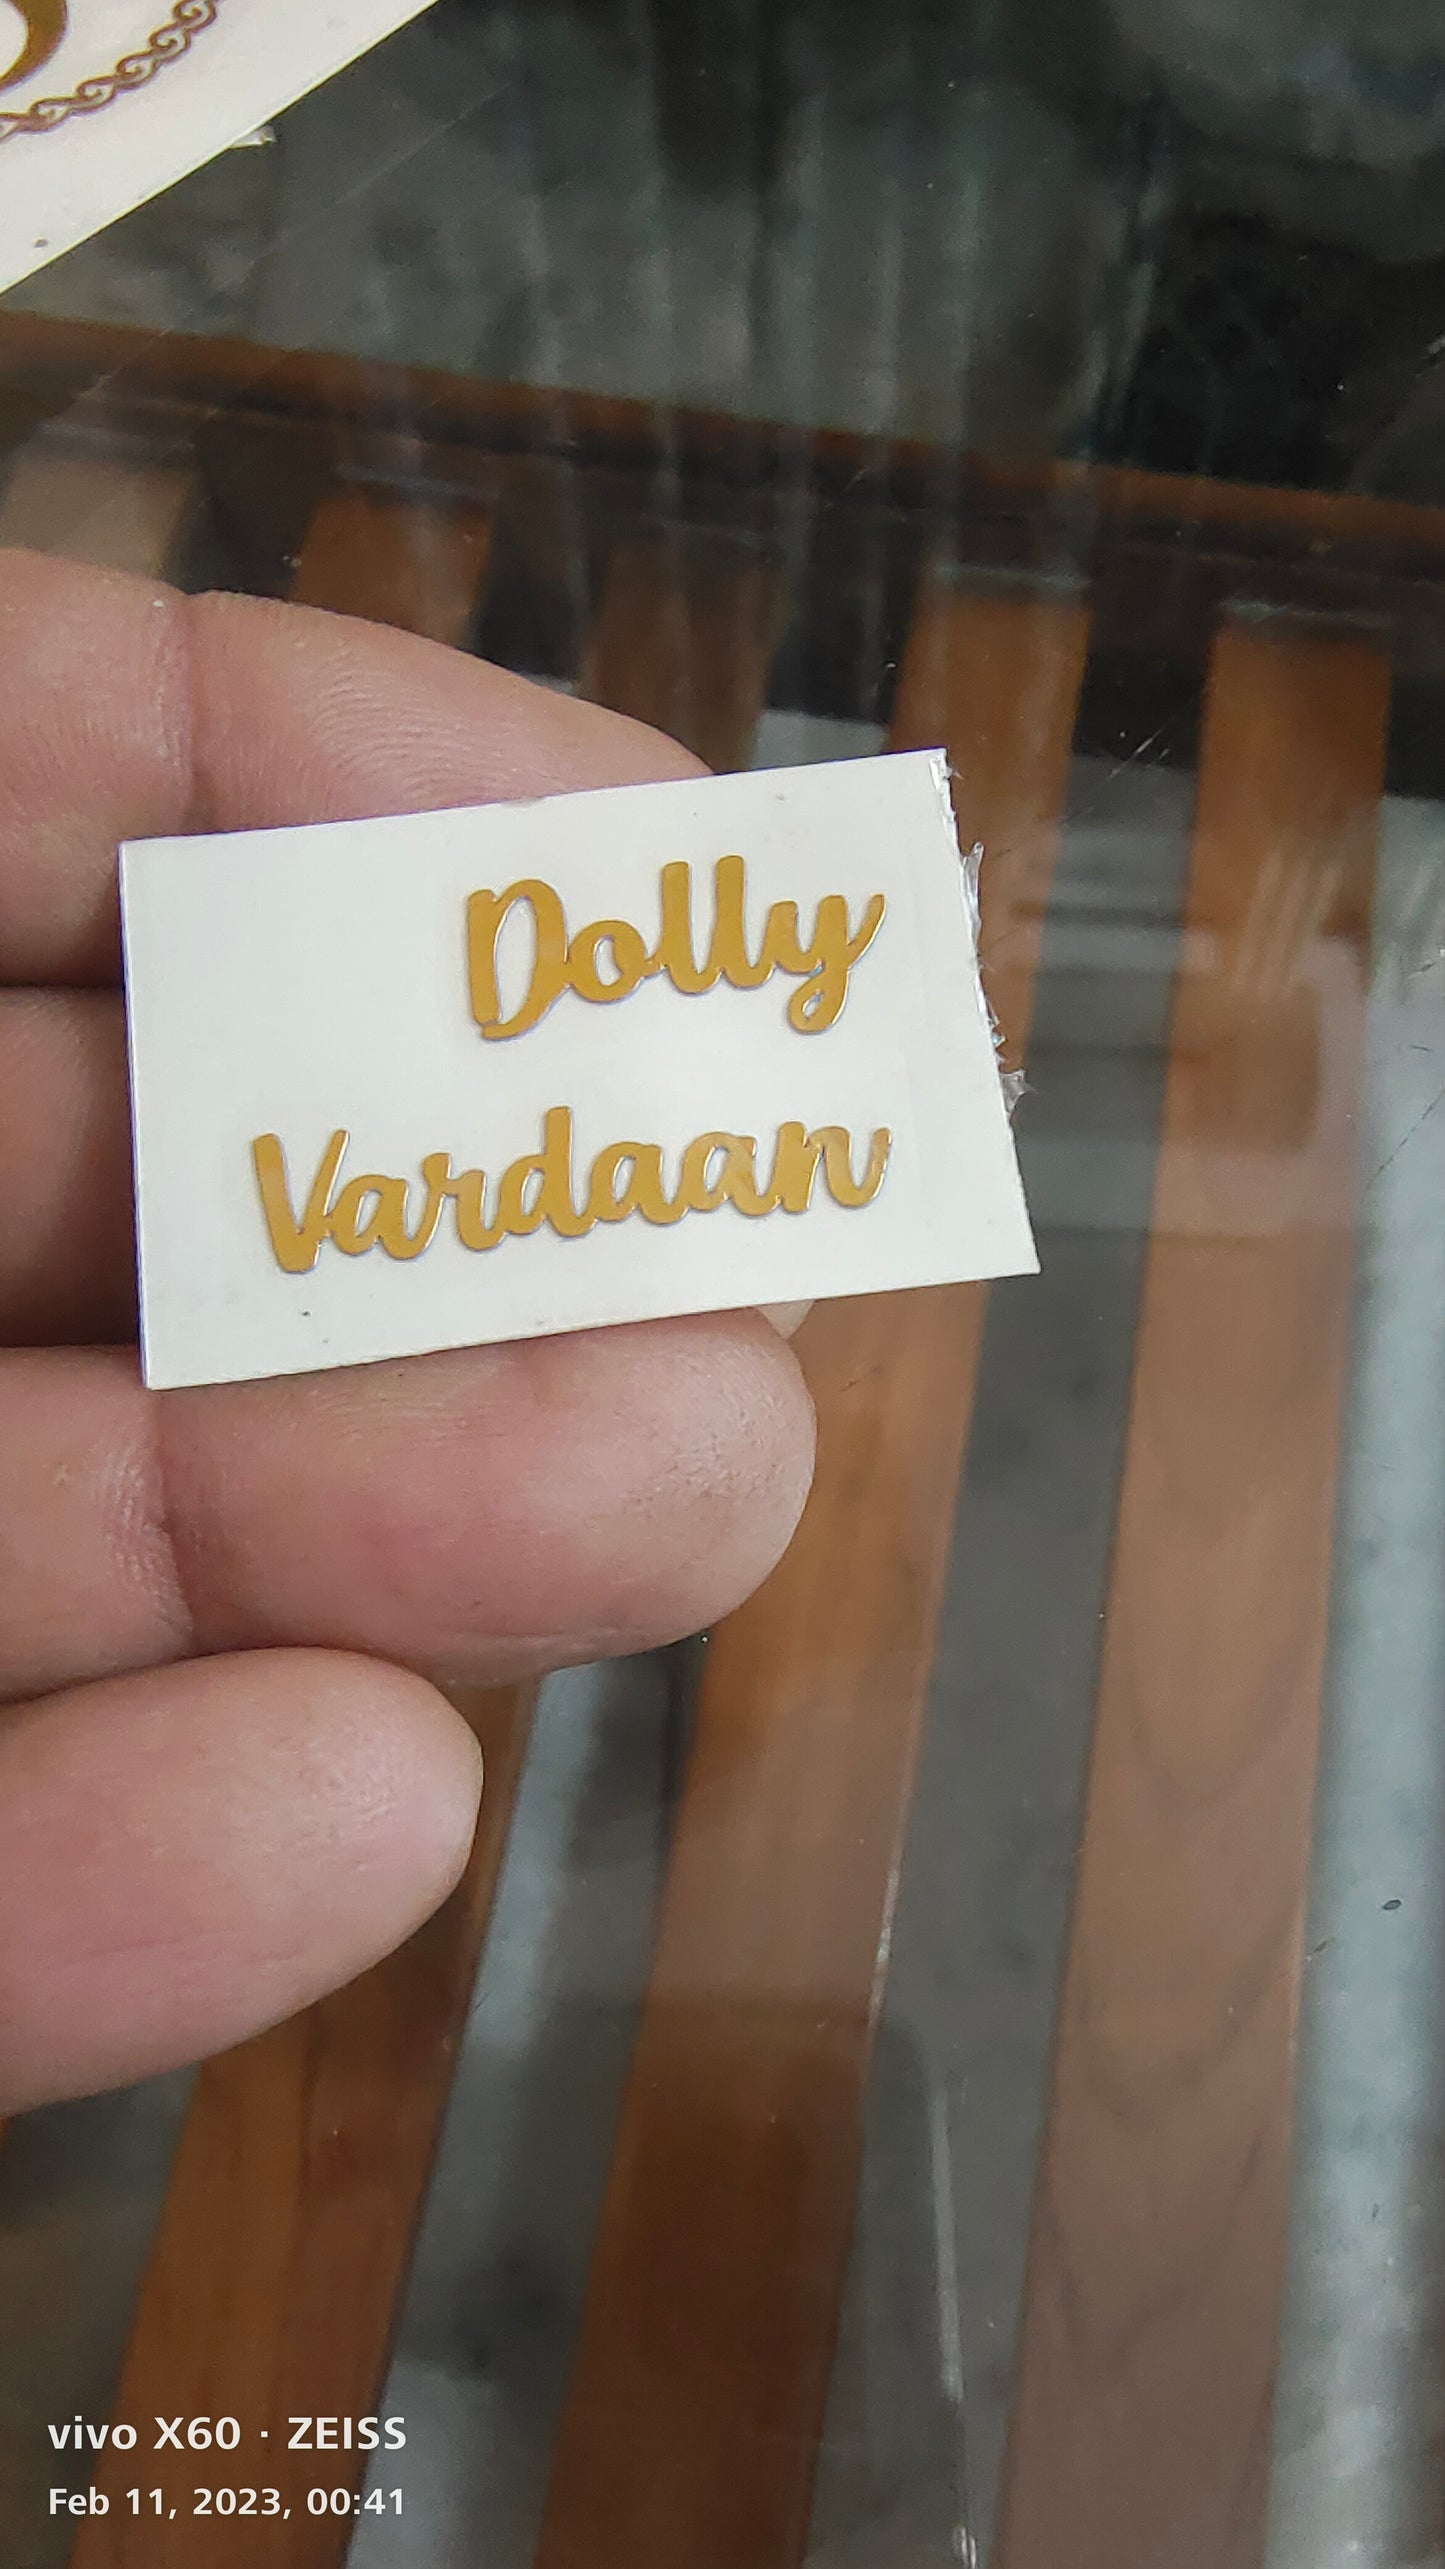 Dolly
Vardaan
vivo X60 · ZEISS
Feb 11, 2023, 00:41